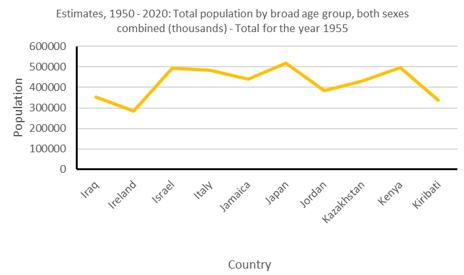 Estimates, 1950 - 2020: Total population by broad age group, both sexes
combined (thousands) - Total for the year 1955
600000
500000
400000
300000
200000
100000
0
Population
Iraq
Ireland
Israel
Italy
Jamaica
Japan
Jordan
Kazakhstan
Kenya
Kiribati
Country